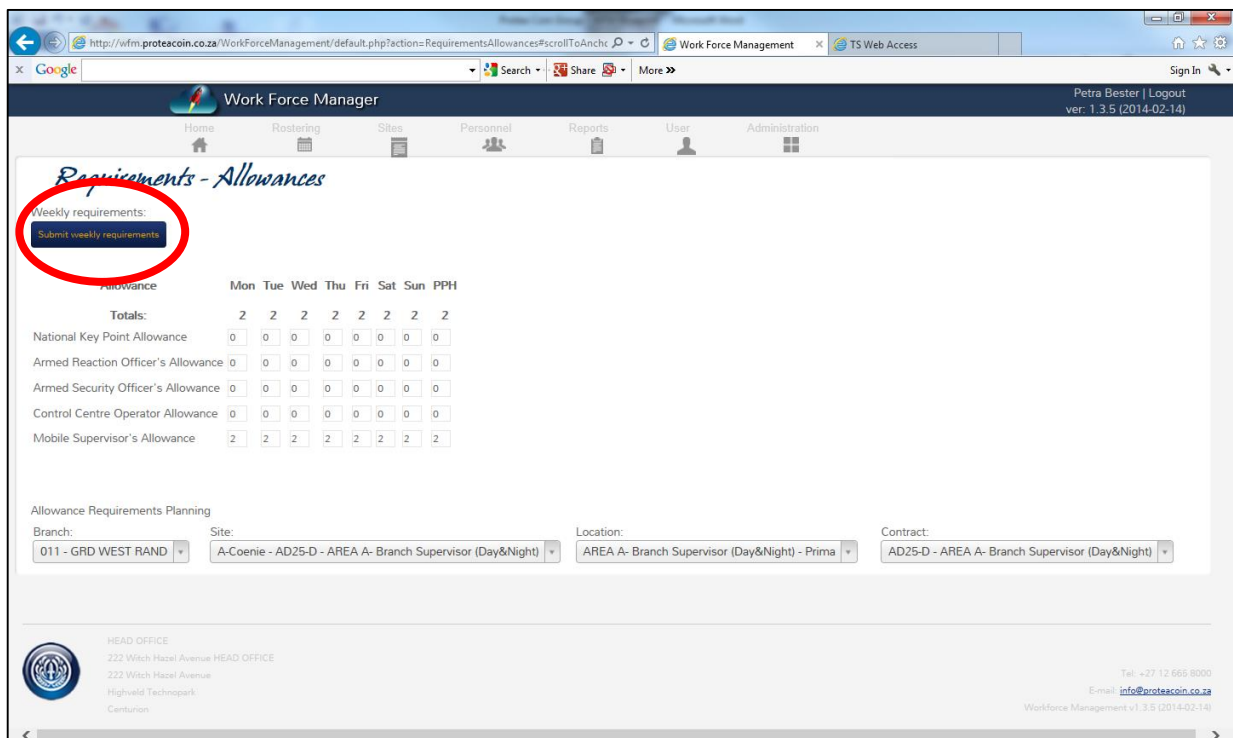 http://wfm.proteacoin.co.za/WorkForceManagement/default.php?action=RequirementsAllowances#scrollToAnchc
Work Force Management
TS Web Access
x Google Search Share More » Sign In
Work Force Manager
Petra Bester | Logout
ver: 1.3.5 (2014-02-14)
Home Rostering Sites Personnel Reports User Administration
Requirements - Allowances
Weekly requirements:
Submit weekly requirements
Allowance Mon Tue Wed Thu Fri Sat Sun PPH
Totals: 2 2 2 2 2 2 2 2
National Key Point Allowance 0 0 0 0 0 0 0 0
Armed Reaction Officer's Allowance 0 0 0 0 0 0 0 0
Armed Security Officer's Allowance 0 0 0 0 0 0 0 0
Control Centre Operator Allowance 0 0 0 0 0 0 0 0
Mobile Supervisor's Allowance 2 2 2 2 2 2 2 2
Allowance Requirements Planning
Branch: Site: Location: Contract:
011 - GRD WEST RAND A-Coenie - AD25-D - AREA A- Branch Supervisor (Day&Night) AREA A- Branch Supervisor (Day&Night) - Prima AD25-D - AREA A- Branch Supervisor (Day&Night)
HEAD OFFICE
222 Witch Hazel Avenue HEAD OFFICE
222 Witch Hazel Avenue
Highveld Technopark
Centurion
Tel: +27 12 665 8000
E-mail: info@proteacoin.co.za
Workforce Management v1.3.5 (2014-02-14)